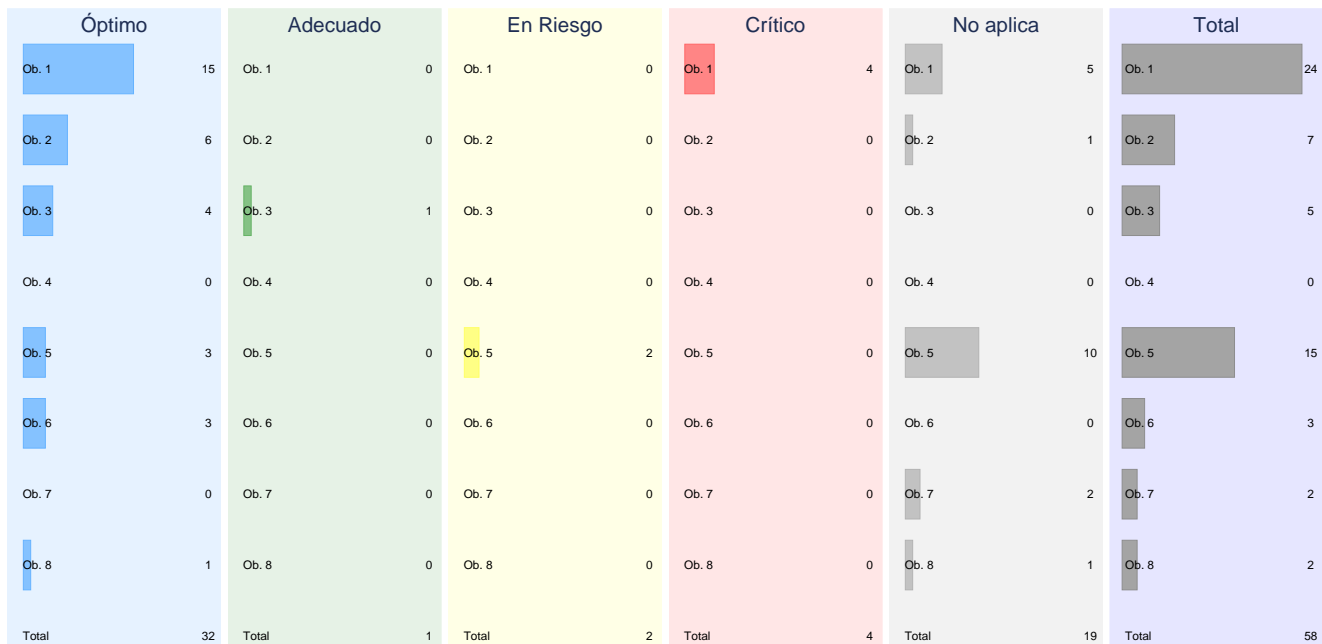 Óptimo Adecuado En Riesgo Crítico No aplica Total
Ob. 1 15 Ob. 1 0 Ob. 1 0 Ob. 1 4 Ob. 1 5 Ob. 1 24
Ob. 2 6 Ob. 2 0 Ob. 2 0 Ob. 2 0 Ob. 2 1 Ob. 2 7
Ob. 3 4 Ob. 3 1 Ob. 3 0 Ob. 3 0 Ob. 3 0 Ob. 3 5
Ob. 4 0 Ob. 4 0 Ob. 4 0 Ob. 4 0 Ob. 4 0 Ob. 4 0
Ob. 5 3 Ob. 5 0 Ob. 5 2 Ob. 5 0 Ob. 5 10 Ob. 5 15
Ob. 6 3 Ob. 6 0 Ob. 6 0 Ob. 6 0 Ob. 6 0 Ob. 6 3
Ob. 7 0 Ob. 7 0 Ob. 7 0 Ob. 7 0 Ob. 7 2 Ob. 7 2
Ob. 8 1 Ob. 8 0 Ob. 8 0 Ob. 8 0 Ob. 8 1 Ob. 8 2
Total 32 Total 1 Total 2 Total 4 Total 19 Total 58